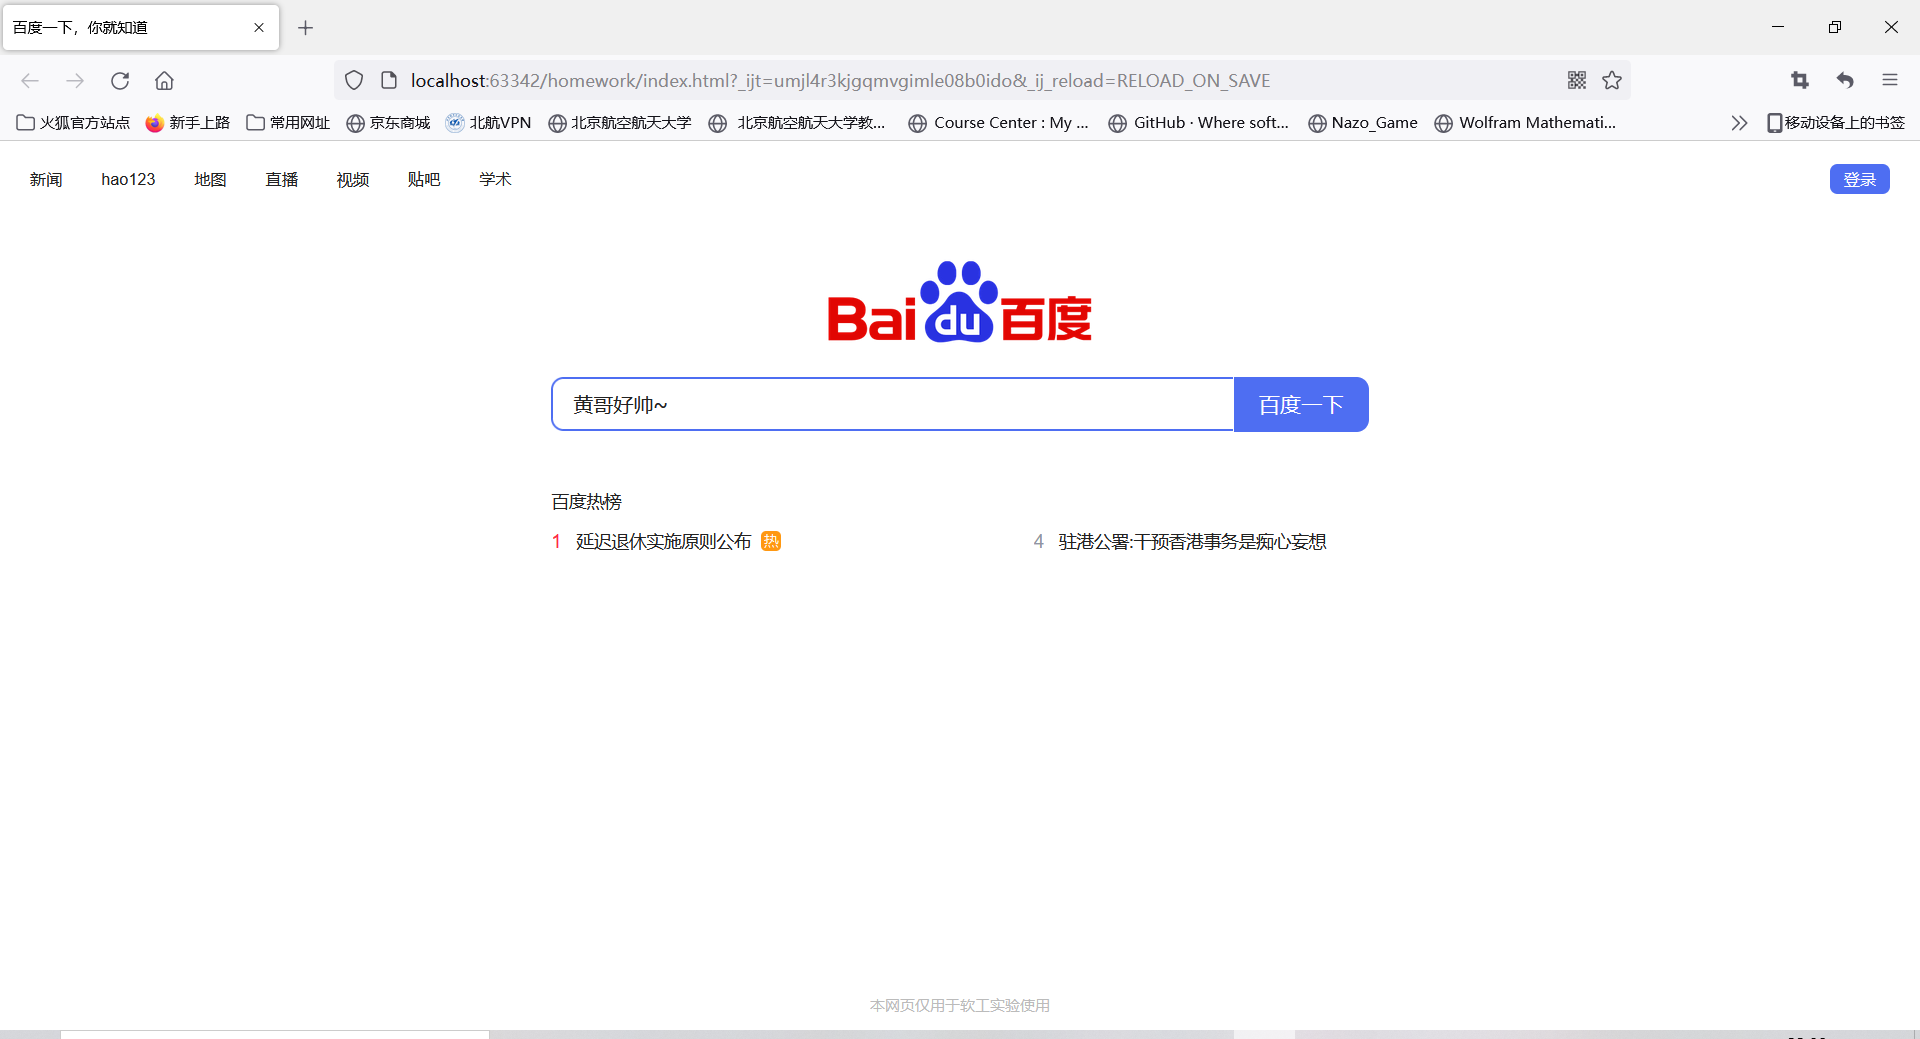 百度一下，你就知道
localhost:63342/homework/index.html?_ijt=umjl4r3kjgqmvgimle08b0ido&_ij_reload=RELOAD_ON_SAVE
火狐官方站点 新手上路 常用网址 京东商城 北航VPN 北京航空航天大学 北京航空航天大学教... Course Center : My ... GitHub · Where soft... Nazo_Game Wolfram Mathemati... 移动设备上的书签
新闻 hao123 地图 直播 视频 贴吧 学术 登录
Bai du 百度
黄哥好帅~ 百度一下
百度热榜
1 延迟退休实施原则公布 热 4 驻港公署:干预香港事务是痴心妄想
本网页仅用于软工实验使用